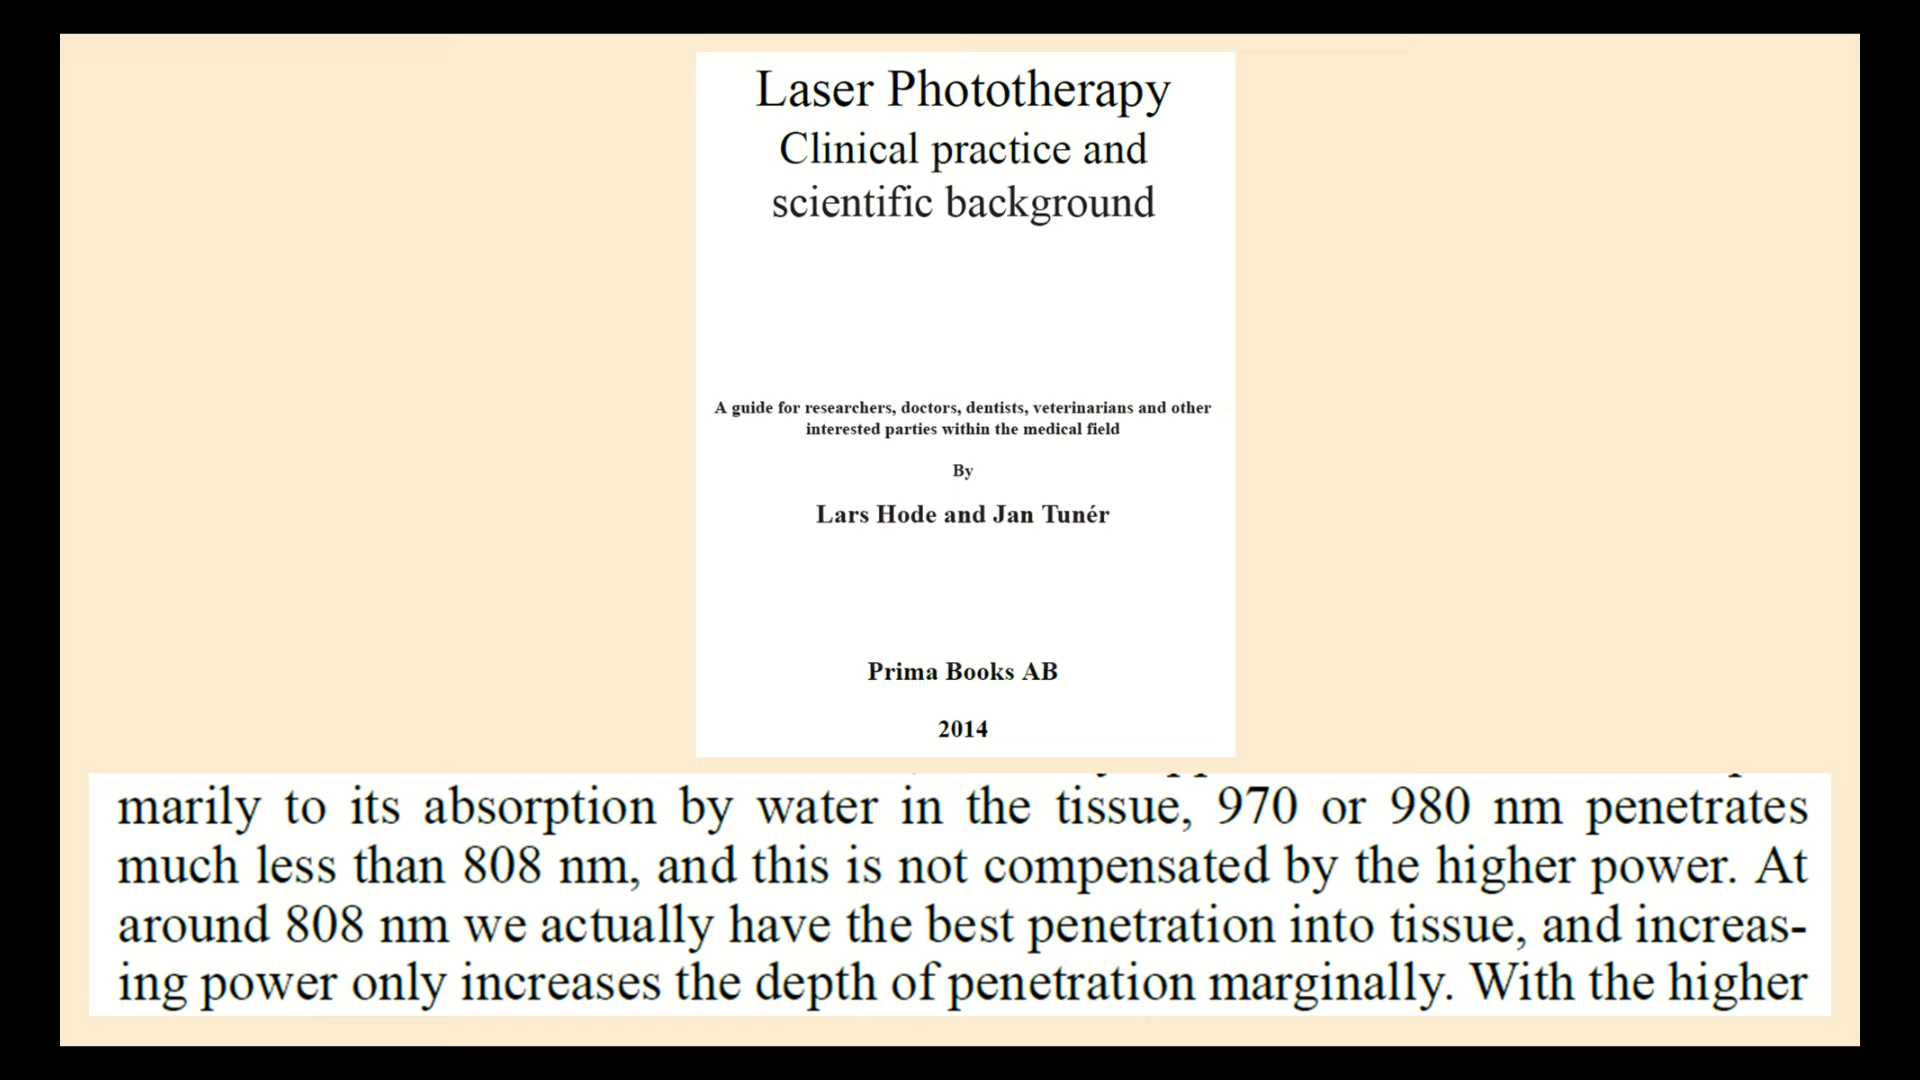 Laser Phototherapy
Clinical practice and
scientific background
A guide for researchers, doctors, dentists, veterinarians and other
interested parties within the medical field
By
Lars Hode and Jan Tunér
Prima Books AB
2014
marily to its absorption by water in the tissue, 970 or 980 nm penetrates
much less than 808 nm, and this is not compensated by the higher power. At
around 808 nm we actually have the best penetration into tissue, and increas-
ing power only increases the depth of penetration marginally. With the higher